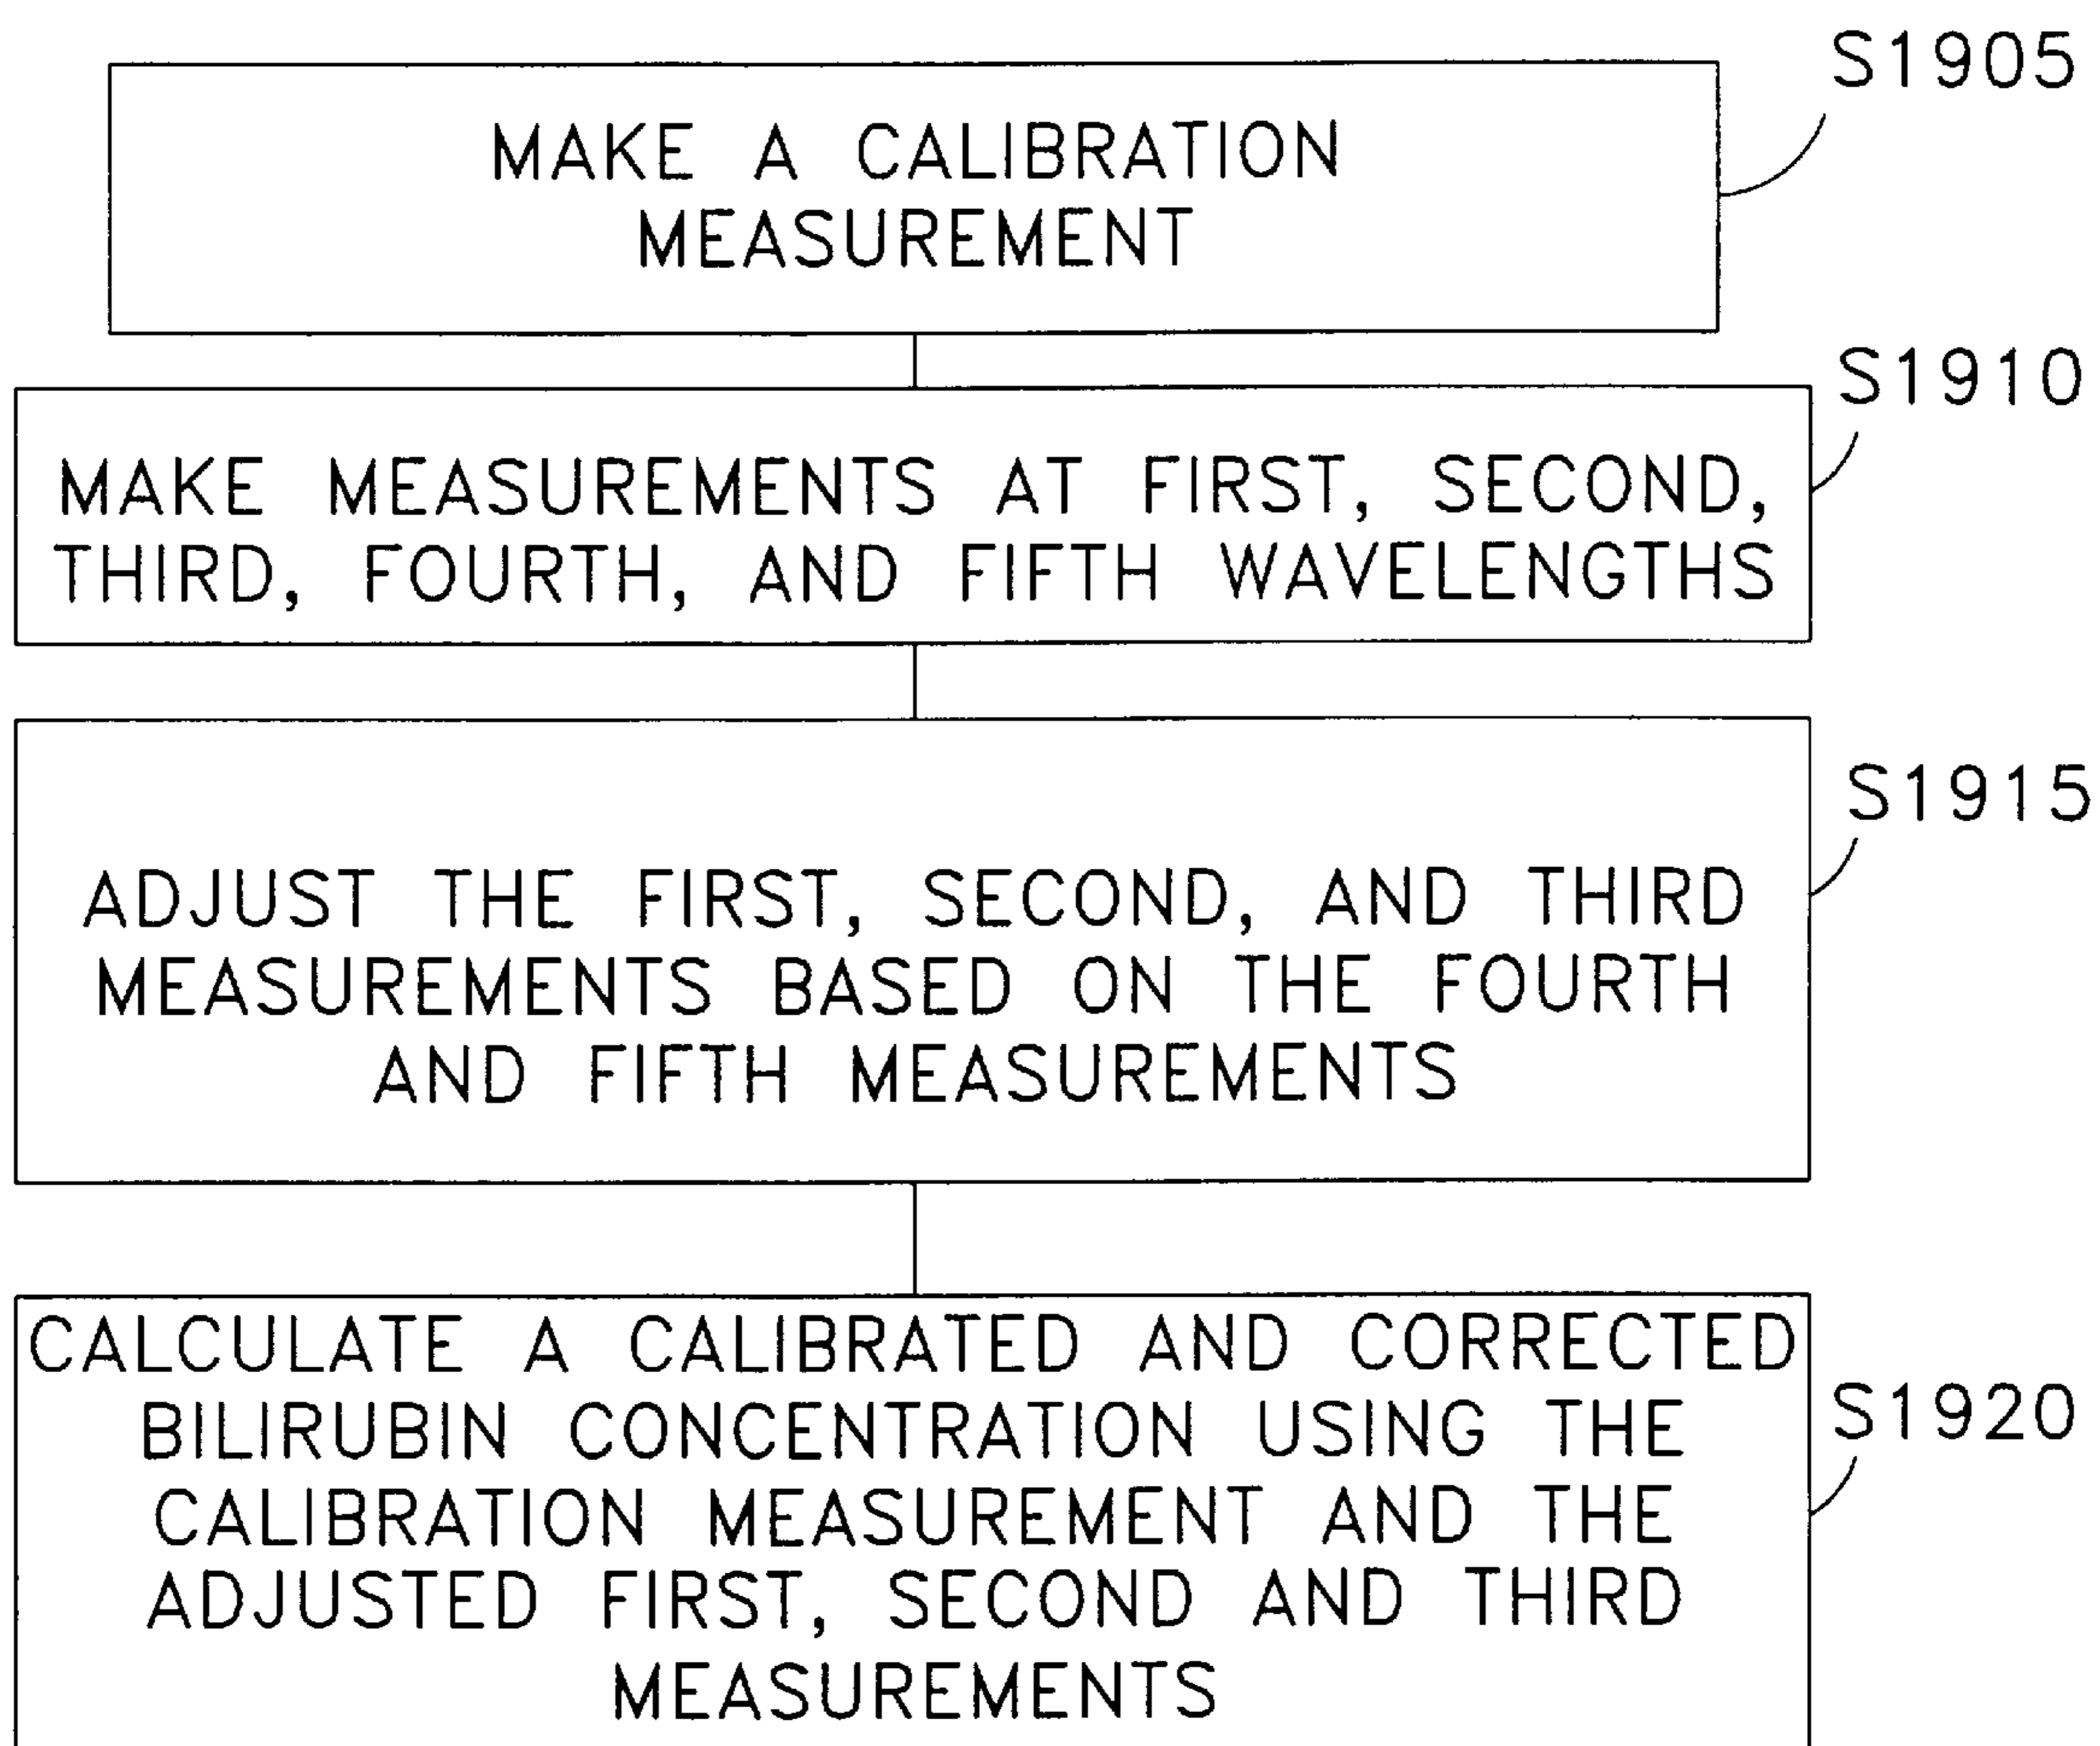 S1905
MAKE A CALIBRATION
MEASUREMENT
S1910
MAKE MEASUREMENTS AT FIRST, SECOND,
THIRD, FOURTH, AND FIFTH WAVELENGTHS
S1915
ADJUST THE FIRST, SECOND, AND THIRD
MEASUREMENTS BASED ON THE FOURTH
AND FIFTH MEASUREMENTS
S1920
CALCULATE A CALIBRATED AND CORRECTED
BILIRUBIN CONCENTRATION USING THE
CALIBRATION MEASUREMENT AND THE
ADJUSTED FIRST, SECOND AND THIRD
MEASUREMENTS